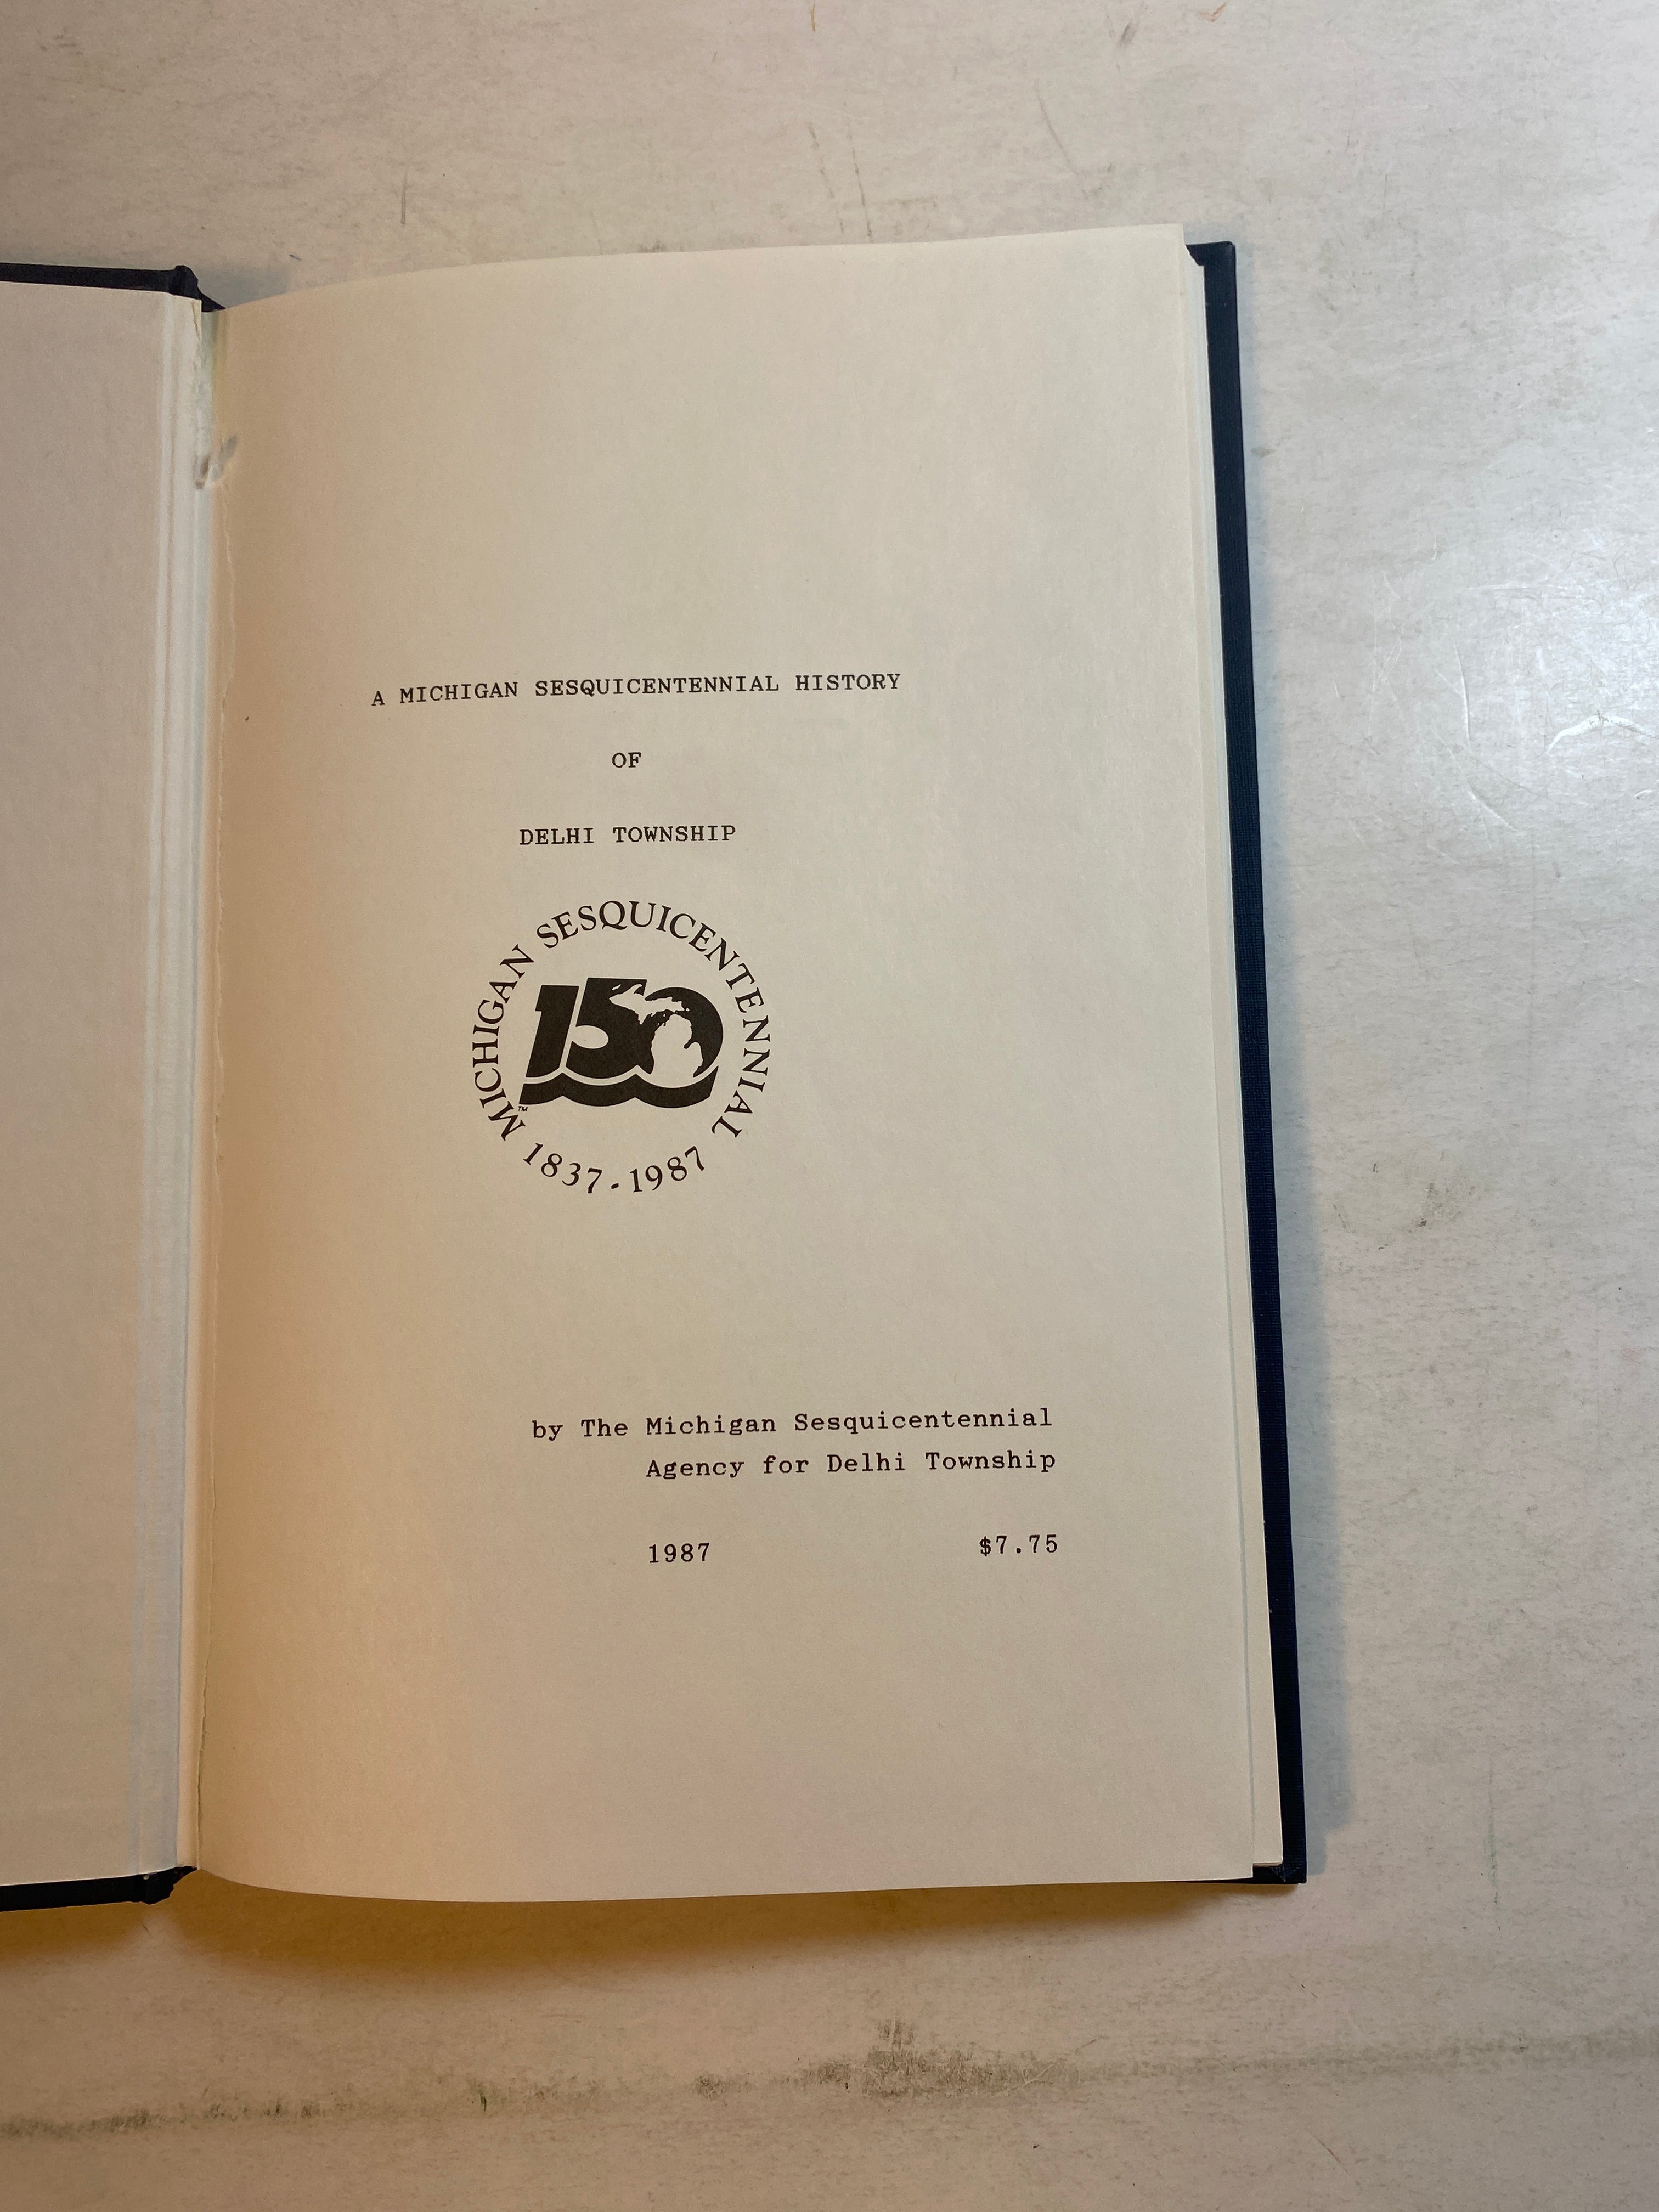 A MICHIGAN SESQUICENTENNIAL HISTORY
OF
DELHI TOWNSHIP
MICHIGAN SESQUICENTENNIAL
150
1837-1987
by The Michigan Sesquicentennial
Agency for Delhi Township
1987 $7.75